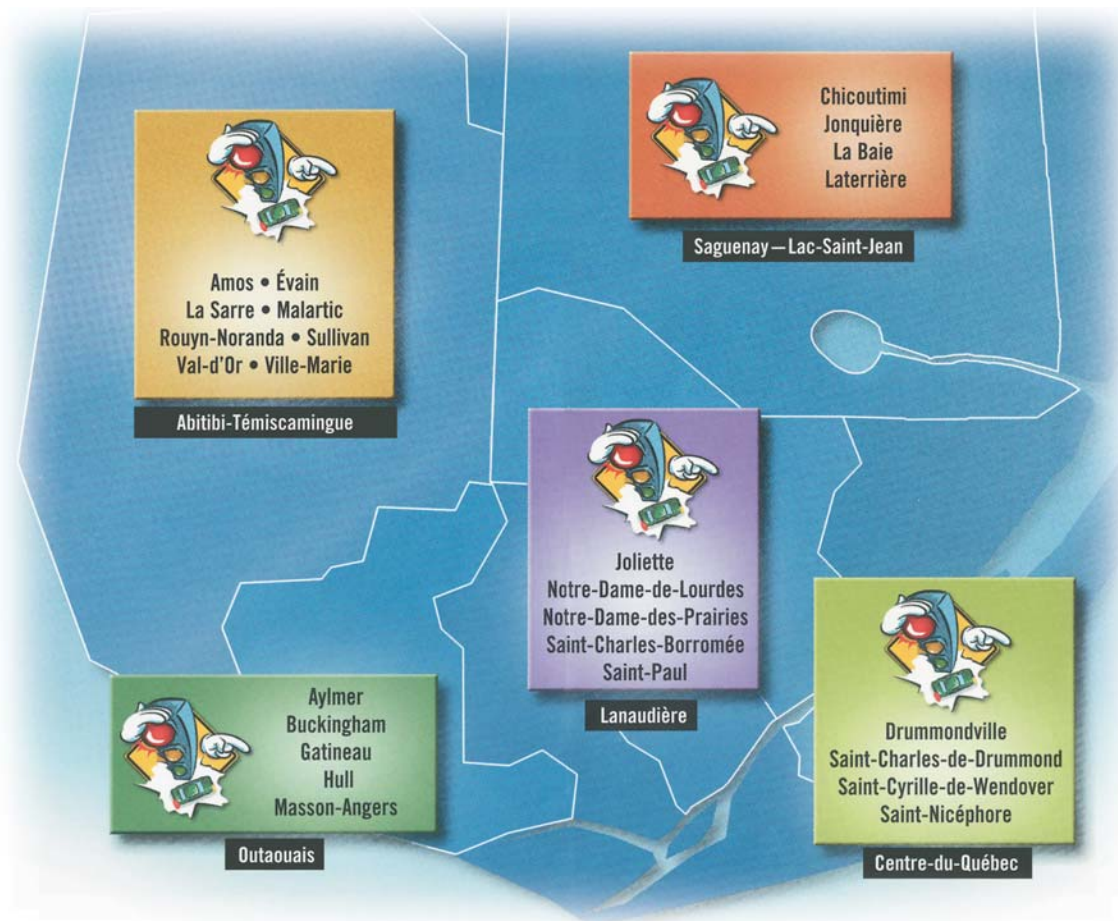 Amos • Évain
La Sarre • Malartic
Rouyn-Noranda • Sullivan
Val-d'Or • Ville-Marie
Abitibi-Témiscamingue
Chicoutimi
Jonquière
La Baie
Laterrière
Saguenay—Lac-Saint-Jean
Joliette
Notre-Dame-de-Lourdes
Notre-Dame-des-Prairies
Saint-Charles-Borromée
Saint-Paul
Lanaudière
Aylmer
Buckingham
Gatineau
Hull
Masson-Angers
Outaouais
Drummondville
Saint-Charles-de-Drummond
Saint-Cyrille-de-Wendover
Saint-Nicéphore
Centre-du-Québec